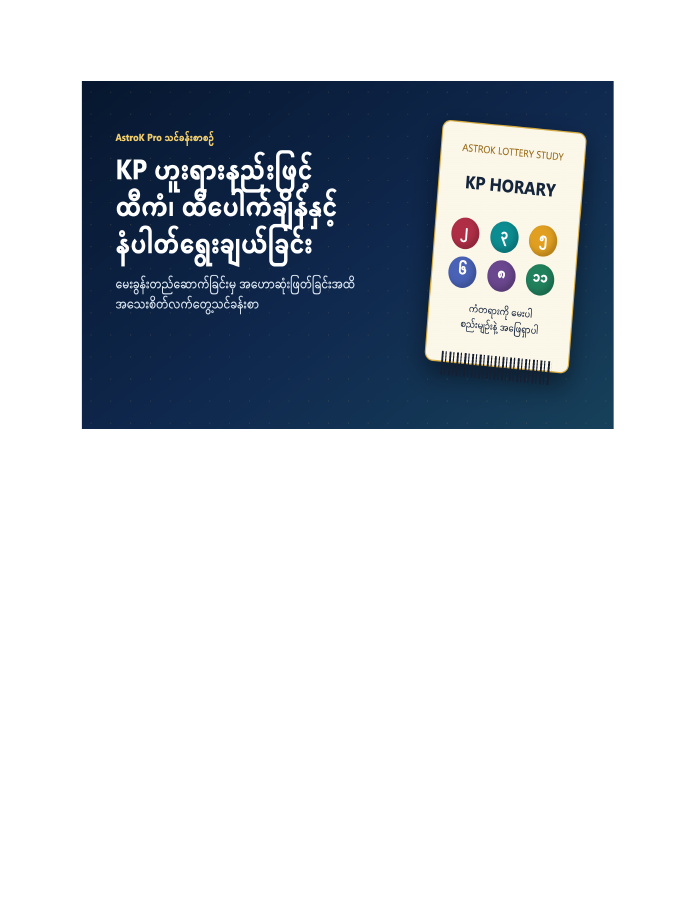 AstroK Pro သင်ခန်းစာစဉ်
KP ဟူးရားနည်းဖြင့်
ထီကံ၊ ထီပေါက်ချိန်နှင့်
နံပါတ်ရွေးချယ်ခြင်း
မေးခွန်းတည်ဆောက်ခြင်းမှ အဟောဆုံးဖြတ်ခြင်းအထိ
အသေးစိတ်လက်တွေ့သင်ခန်းစာ
ASTROK LOTTERY STUDY
KP HORARY
၂ ၃ ၅
၆ ၈ ၁၁
ကံတရားကို မေးပါ
စည်းမျဉ်းနဲ့ အဖြေရှာပါ